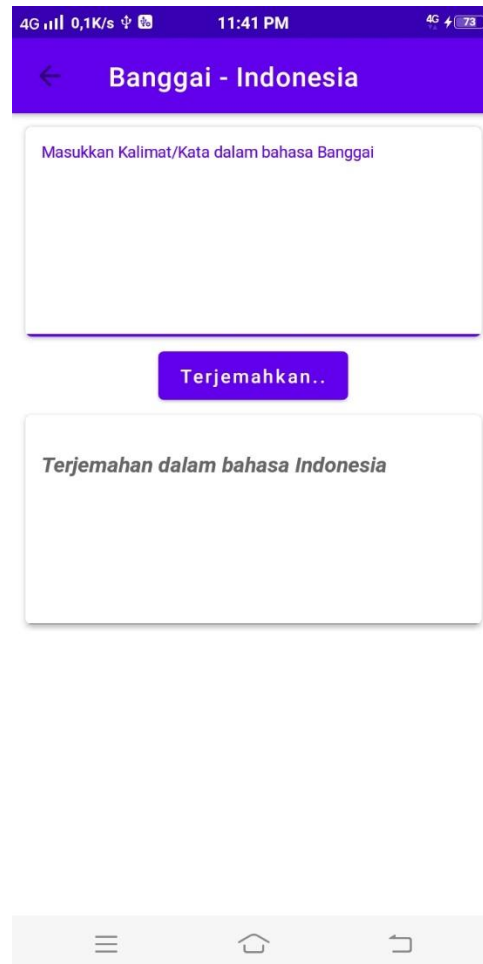 4G 0,1K/s 11:41 PM 4G 73
Banggai - Indonesia
Masukkan Kalimat/Kata dalam bahasa Banggai
Terjemahkan..
Terjemahan dalam bahasa Indonesia